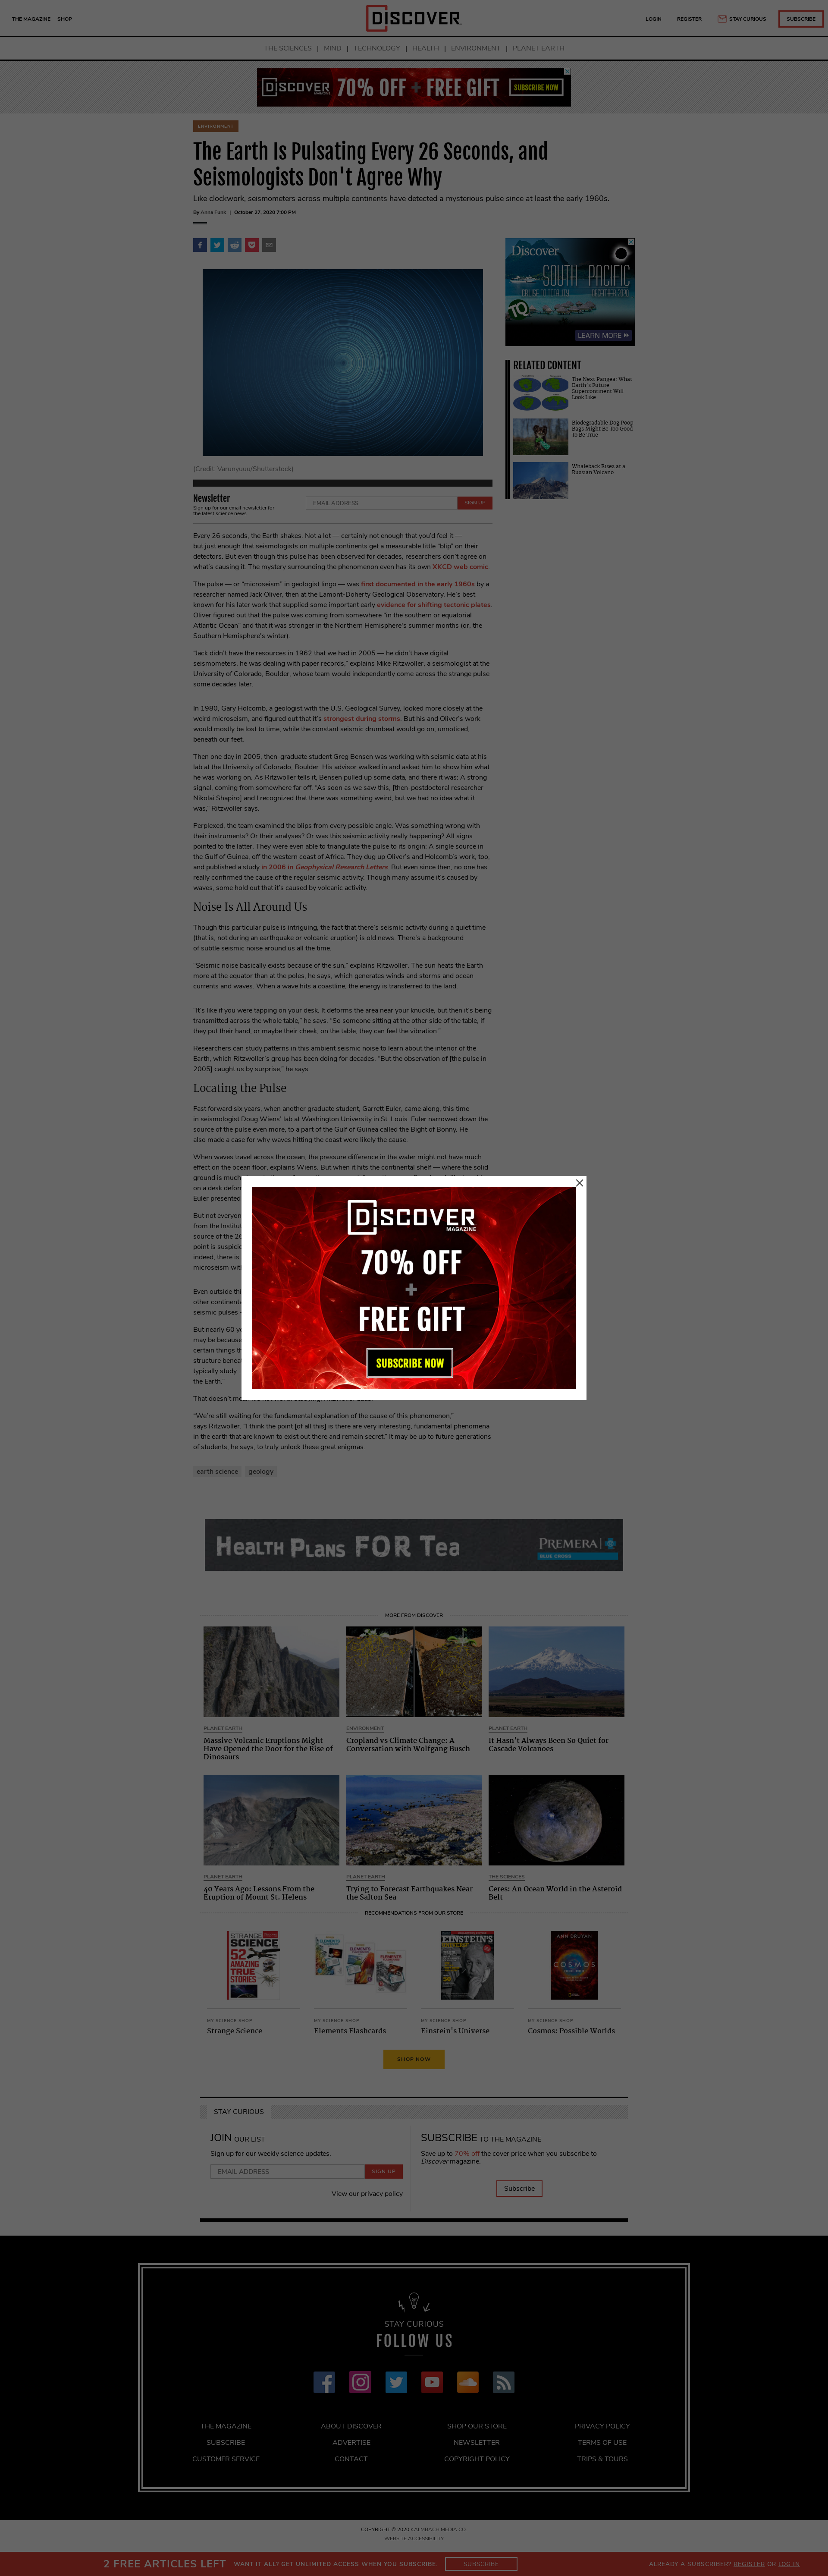 THE MAGAZINE SHOP
DISCOVER
LOGIN REGISTER STAY CURIOUS SUBSCRIBE
THE SCIENCES | MIND | TECHNOLOGY | HEALTH | ENVIRONMENT | PLANET EARTH
DISCOVER 70% OFF + FREE GIFT SUBSCRIBE NOW
ENVIRONMENT
The Earth Is Pulsating Every 26 Seconds, and
Seismologists Don't Agree Why
Like clockwork, seismometers across multiple continents have detected a mysterious pulse since at least the early 1960s.
By Anna Funk | October 27, 2020 7:00 PM
Discover
SOUTH PACIFIC
LEARN MORE
RELATED CONTENT
The Next Pangea: What
Earth's Future
Supercontinent Will
Look Like
Biodegradable Dog Poop
Bags Might Be Too Good
To Be True
Whaleback Rises at a
Russian Volcano
(Credit: Varunyuuu/Shutterstock)
Newsletter
Sign up for our email newsletter for
the latest science news
EMAIL ADDRESS SIGN UP
Every 26 seconds, the Earth shakes. Not a lot — certainly not enough that you'd feel it —
but just enough that seismologists on multiple continents get a measurable little "blip" on their
detectors. But even though this pulse has been observed for decades, researchers don't agree on
what's causing it. The mystery surrounding the phenomenon even has its own XKCD web comic.
The pulse — or "microseism" in geologist lingo — was first documented in the early 1960s by a
researcher named Jack Oliver, then at the Lamont-Doherty Geological Observatory. He's best
known for his later work that supplied some important early evidence for shifting tectonic plates.
Oliver figured out that the pulse was coming from somewhere "in the southern or equatorial
Atlantic Ocean" and that it was stronger in the Northern Hemisphere's summer months (or, the
Southern Hemisphere's winter).
"Jack didn't have the resources in 1962 that we had in 2005 — he didn't have digital
seismometers, he was dealing with paper records," explains Mike Ritzwoller, a seismologist at the
University of Colorado, Boulder, whose team would independently come across the strange pulse
some decades later.
In 1980, Gary Holcomb, a geologist with the U.S. Geological Survey, looked more closely at the
weird microseism, and figured out that it's strongest during storms. But his and Oliver's work
would mostly be lost to time, while the constant seismic drumbeat would go on, unnoticed,
beneath our feet.
Then one day in 2005, then-graduate student Greg Bensen was working with seismic data at his
lab at the University of Colorado, Boulder. His advisor walked in and asked him to show him what
he was working on. As Ritzwoller tells it, Bensen pulled up some data, and there it was: A strong
signal, coming from somewhere far off. "As soon as we saw this, [then-postdoctoral researcher
Nikolai Shapiro] and I recognized that there was something weird, but we had no idea what it
was," Ritzwoller says.
Perplexed, the team examined the blips from every possible angle. Was something wrong with
their instruments? Or their analyses? Or was this seismic activity really happening? All signs
pointed to the latter. They were even able to triangulate the pulse to its origin: A single source in
the Gulf of Guinea, off the western coast of Africa. They dug up Oliver's and Holcomb's work, too,
and published a study in 2006 in Geophysical Research Letters. But even since then, no one has
really confirmed the cause of the regular seismic activity. Though many assume it's caused by
waves, some hold out that it's caused by volcanic activity.
Noise Is All Around Us
Though this particular pulse is intriguing, the fact that there's seismic activity during a quiet time
(that is, not during an earthquake or volcanic eruption) is old news. There's a background
of subtle seismic noise around us all the time.
"Seismic noise basically exists because of the sun," explains Ritzwoller. The sun heats the Earth
more at the equator than at the poles, he says, which generates winds and storms and ocean
currents and waves. When a wave hits a coastline, the energy is transferred to the land.
"It's like if you were tapping on your desk. It deforms the area near your knuckle, but then it's being
transmitted across the whole table," he says. "So someone sitting at the other side of the table, if
they put their hand, or maybe their cheek, on the table, they can feel the vibration."
Researchers can study patterns in this ambient seismic noise to learn about the interior of the
Earth, which Ritzwoller's group has been doing for decades. "But the observation of [the pulse in
2005] caught us by surprise," he says.
Locating the Pulse
Fast forward six years, when another graduate student, Garrett Euler, came along, this time
in seismologist Doug Wiens' lab at Washington University in St. Louis. Euler narrowed down the
source of the pulse even more, to a part of the Gulf of Guinea called the Bight of Bonny. He
also made a case for why waves hitting the coast were likely the cause.
When waves travel across the ocean, the pressure difference in the water might not have much
effect on the ocean floor, explains Wiens. But when it hits the continental shelf — where the solid
ground is much
on a desk defor
Euler presented
But not everyon
from the Institut
source of the 26
point is suspicio
indeed, there is
microseism with
Even outside thi
other continenta
seismic pulses
But nearly 60 ye
may be because
certain things th
structure benea
typically study
the Earth."
That doesn't me
"We're still waiting for the fundamental explanation of the cause of this phenomenon,"
says Ritzwoller. "I think the point [of all this] is there are very interesting, fundamental phenomena
in the earth that are known to exist out there and remain secret." It may be up to future generations
of students, he says, to truly unlock these great enigmas.
DISCOVER
MAGAZINE
70% OFF
+
FREE GIFT
SUBSCRIBE NOW
earth science geology
HEALTH PLANS FOR Tea
PREMERA
BLUE CROSS
MORE FROM DISCOVER
PLANET EARTH
Massive Volcanic Eruptions Might
Have Opened the Door for the Rise of
Dinosaurs
ENVIRONMENT
Cropland vs Climate Change: A
Conversation with Wolfgang Busch
PLANET EARTH
It Hasn't Always Been So Quiet for
Cascade Volcanoes
PLANET EARTH
40 Years Ago: Lessons From the
Eruption of Mount St. Helens
PLANET EARTH
Trying to Forecast Earthquakes Near
the Salton Sea
THE SCIENCES
Ceres: An Ocean World in the Asteroid
Belt
RECOMMENDATIONS FROM OUR STORE
STRANGE
SCIENCE
52
AMAZING
TRUE
STORIES
EINSTEIN'S
ANN DRUYAN
COSMOS
MY SCIENCE SHOP
Strange Science
MY SCIENCE SHOP
Elements Flashcards
MY SCIENCE SHOP
Einstein's Universe
MY SCIENCE SHOP
Cosmos: Possible Worlds
SHOP NOW
STAY CURIOUS
JOIN OUR LIST
Sign up for our weekly science updates.
EMAIL ADDRESS SIGN UP
View our privacy policy
SUBSCRIBE TO THE MAGAZINE
Save up to 70% off the cover price when you subscribe to
Discover magazine.
Subscribe
STAY CURIOUS
FOLLOW US
THE MAGAZINE ABOUT DISCOVER SHOP OUR STORE PRIVACY POLICY
SUBSCRIBE ADVERTISE NEWSLETTER TERMS OF USE
CUSTOMER SERVICE CONTACT COPYRIGHT POLICY TRIPS & TOURS
COPYRIGHT © 2020 KALMBACH MEDIA CO.
WEBSITE ACCESSIBILITY
2 FREE ARTICLES LEFT WANT IT ALL? GET UNLIMITED ACCESS WHEN YOU SUBSCRIBE. SUBSCRIBE ALREADY A SUBSCRIBER? REGISTER OR LOG IN